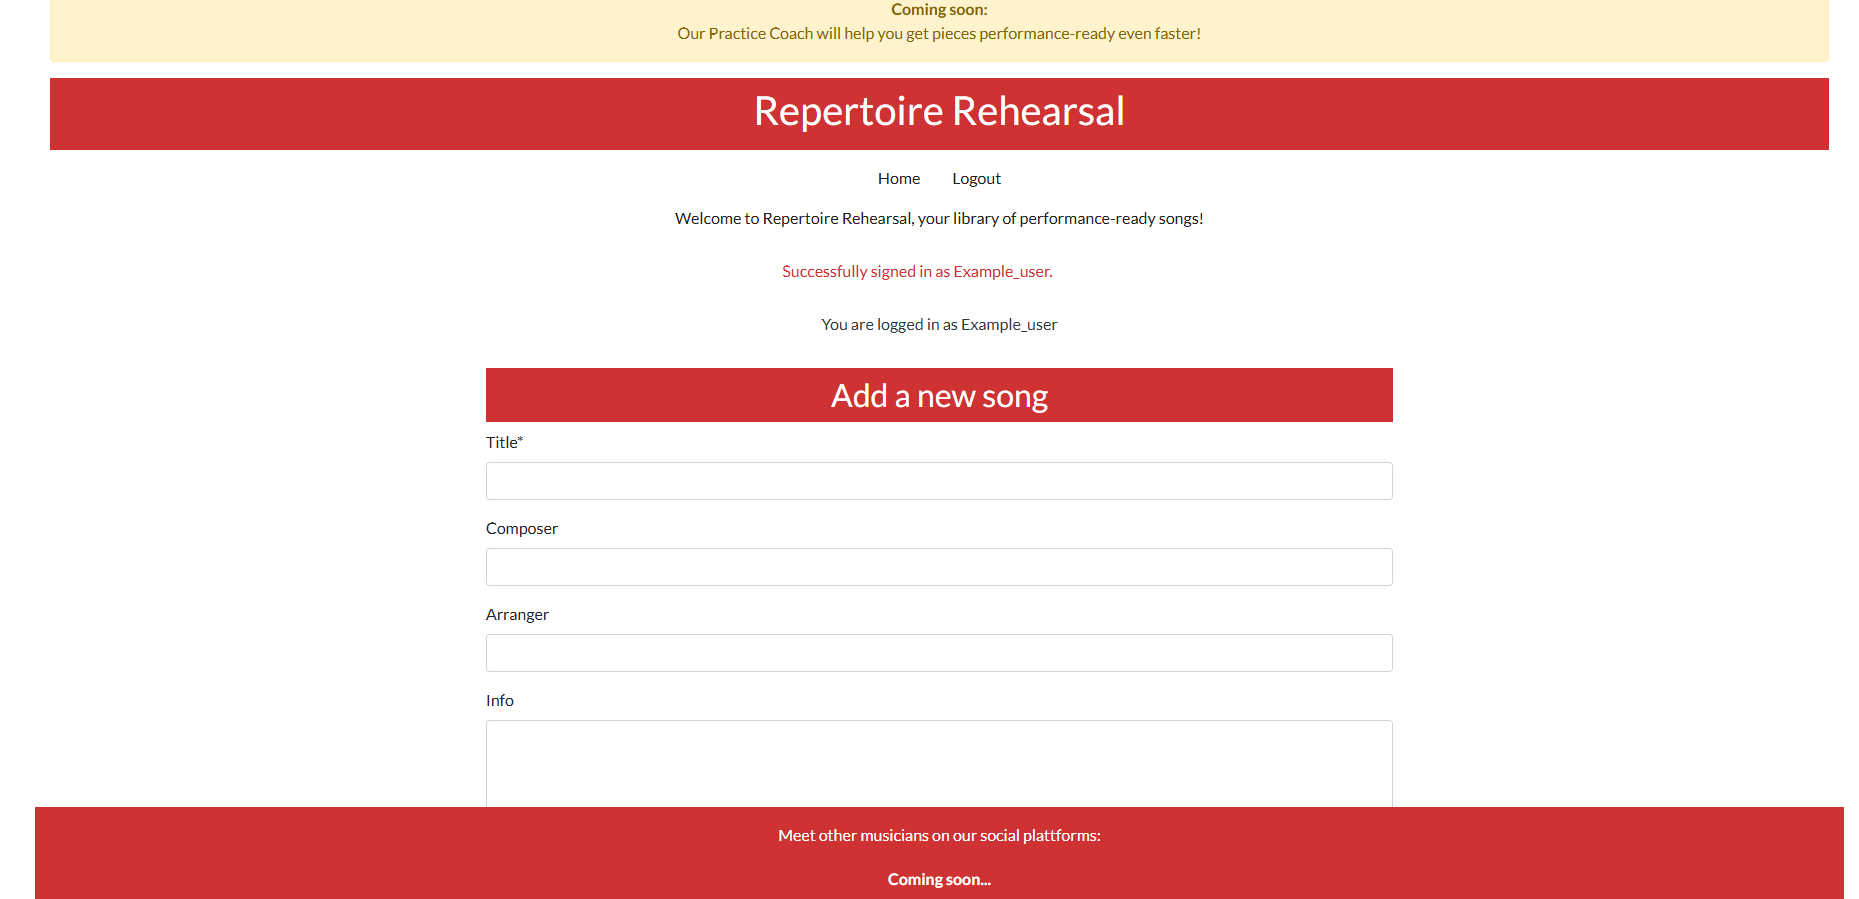 Coming soon:
Our Practice Coach will help you get pieces performance-ready even faster!
Repertoire Rehearsal
Home Logout
Welcome to Repertoire Rehearsal, your library of performance-ready songs!
Successfully signed in as Example_user.
You are logged in as Example_user
Add a new song
Title*
Composer
Arranger
Info
Meet other musicians on our social plattforms:
Coming soon...